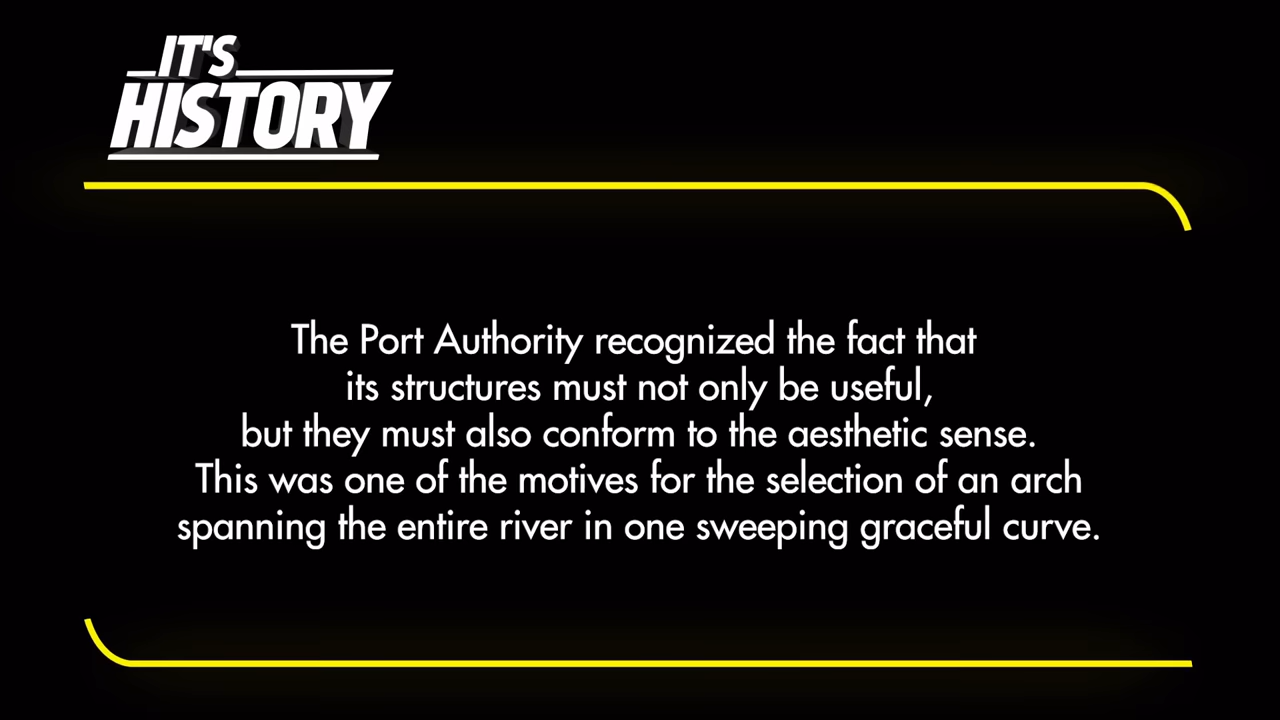 IT'S
HISTORY
The Port Authority recognized the fact that
its structures must not only be useful,
but they must also conform to the aesthetic sense.
This was one of the motives for the selection of an arch
spanning the entire river in one sweeping graceful curve.